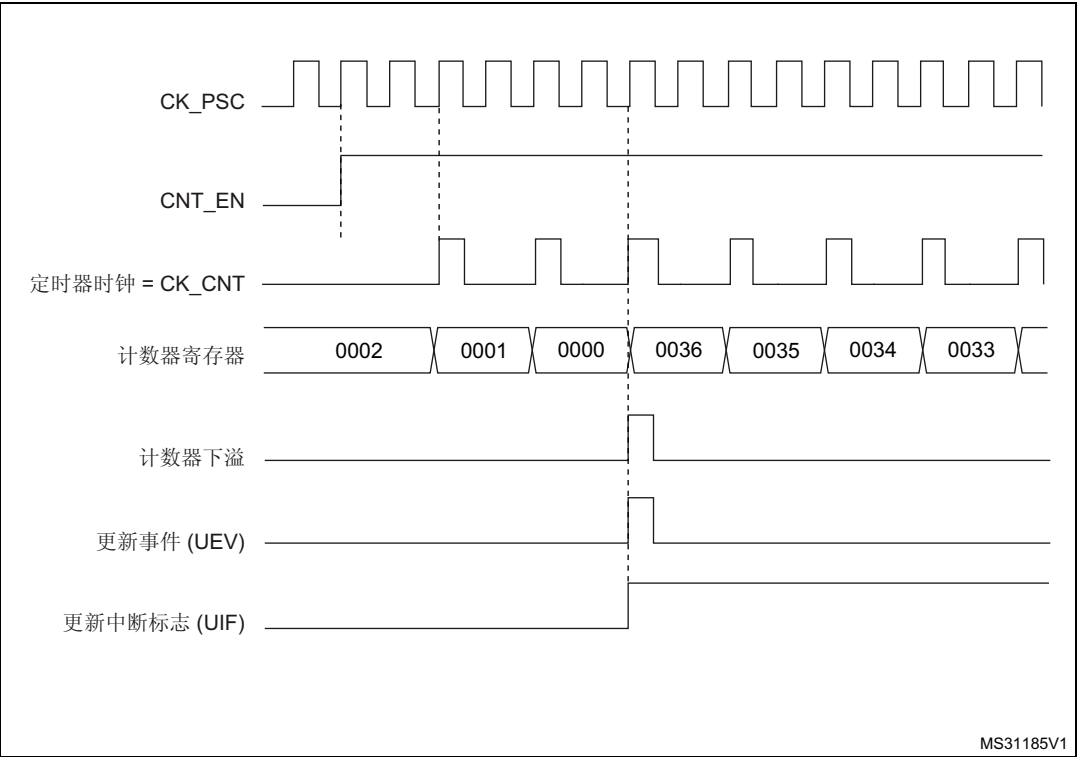 CK_PSC
CNT_EN
定时器时钟 = CK_CNT
计数器寄存器 0002 0001 0000 0036 0035 0034 0033
计数器下溢
更新事件 (UEV)
更新中断标志 (UIF)
MS31185V1